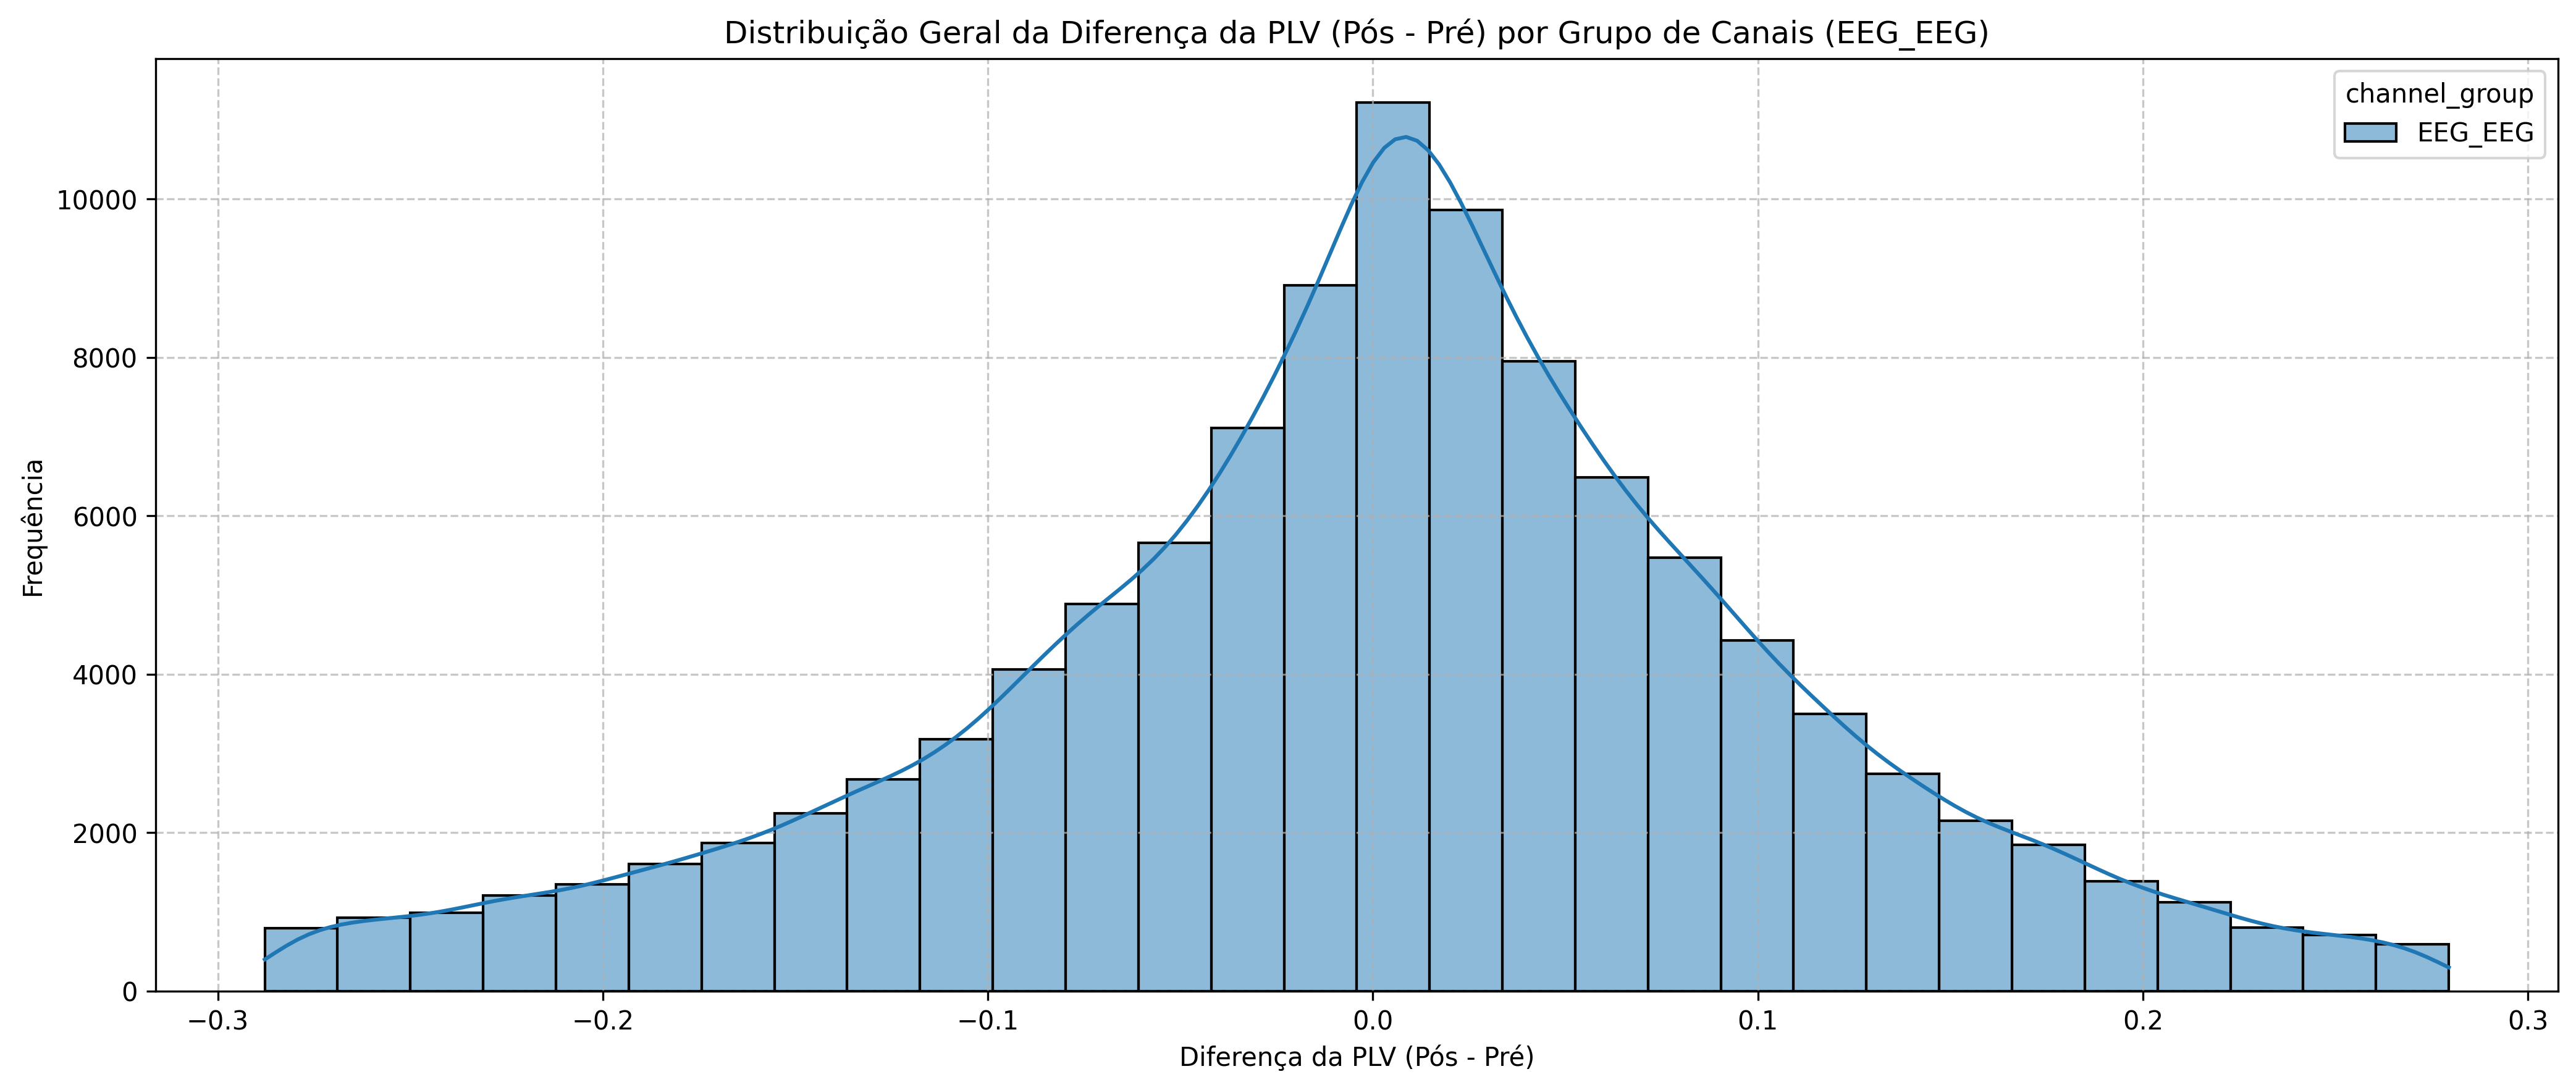 Distribuição Geral da Diferença da PLV (Pós - Pré) por Grupo de Canais (EEG_EEG)
channel_group
EEG_EEG
Frequência
10000
8000
6000
4000
2000
0
−0.3
−0.2
−0.1
0.0
0.1
0.2
0.3
Diferença da PLV (Pós - Pré)